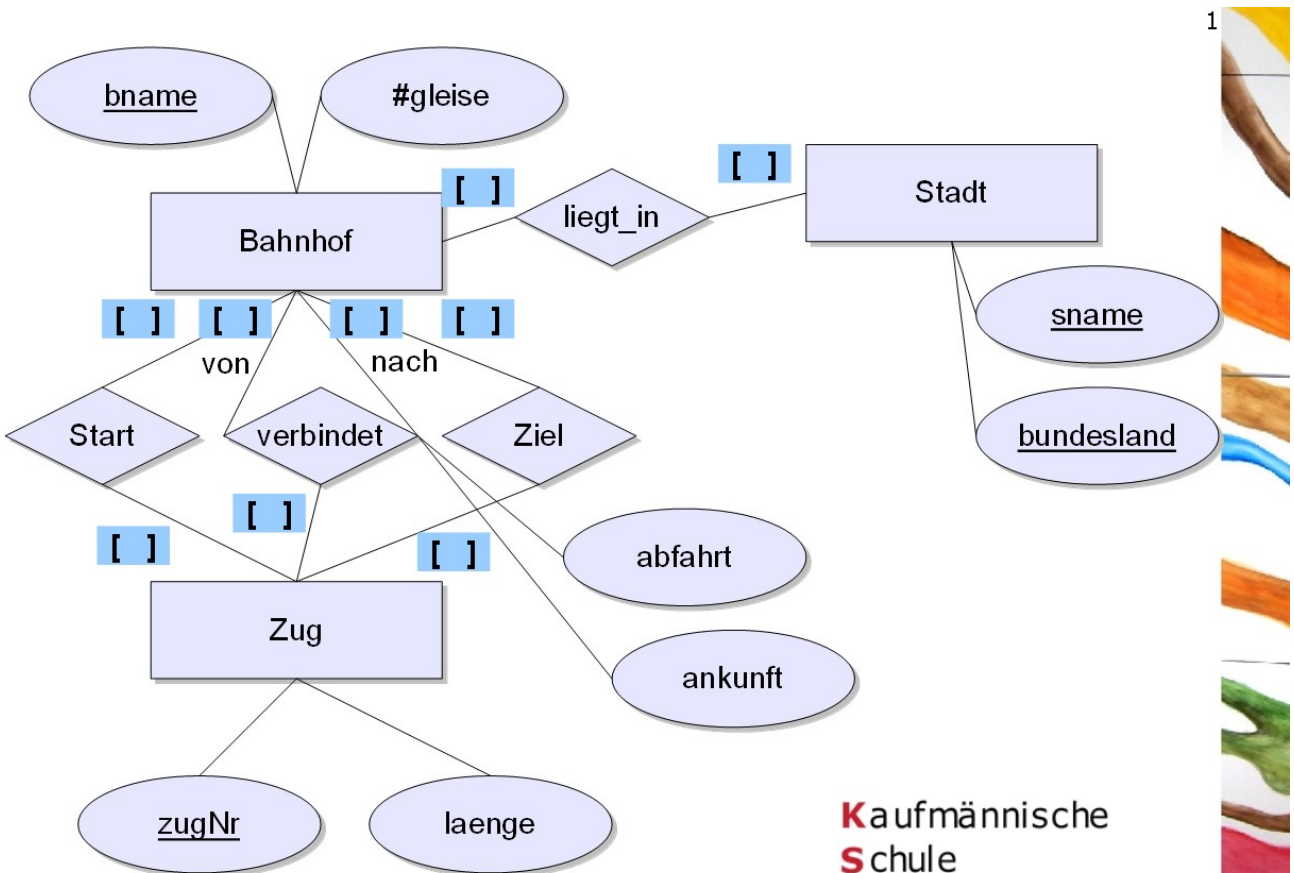 1
bname
#gleise
[ ]
[ ]
Stadt
liegt_in
Bahnhof
[ ] [ ] [ ] [ ]
von nach
sname
Start verbindet Ziel
bundesland
[ ]
[ ] [ ]
abfahrt
Zug
ankunft
zugNr laenge
Kaufmännische
Schule